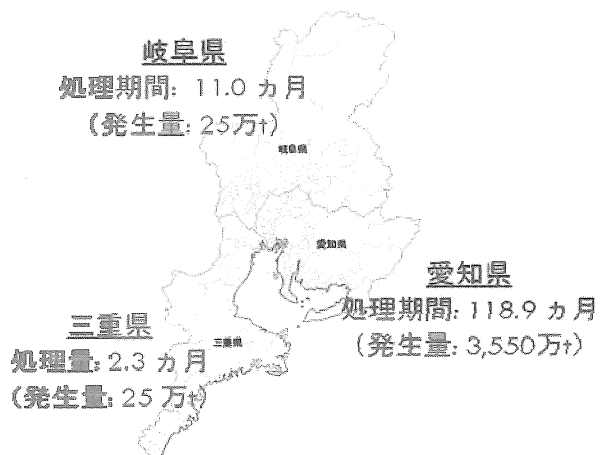 岐阜県
処理期間: 11.0 ヵ月
(発生量: 25万t)
岐阜県
愛知県
愛知県
処理期間: 118.9 ヵ月
(発生量: 3,550万t)
三重県
処理量: 2.3 ヵ月
(発生量: 25 万t)
三重県